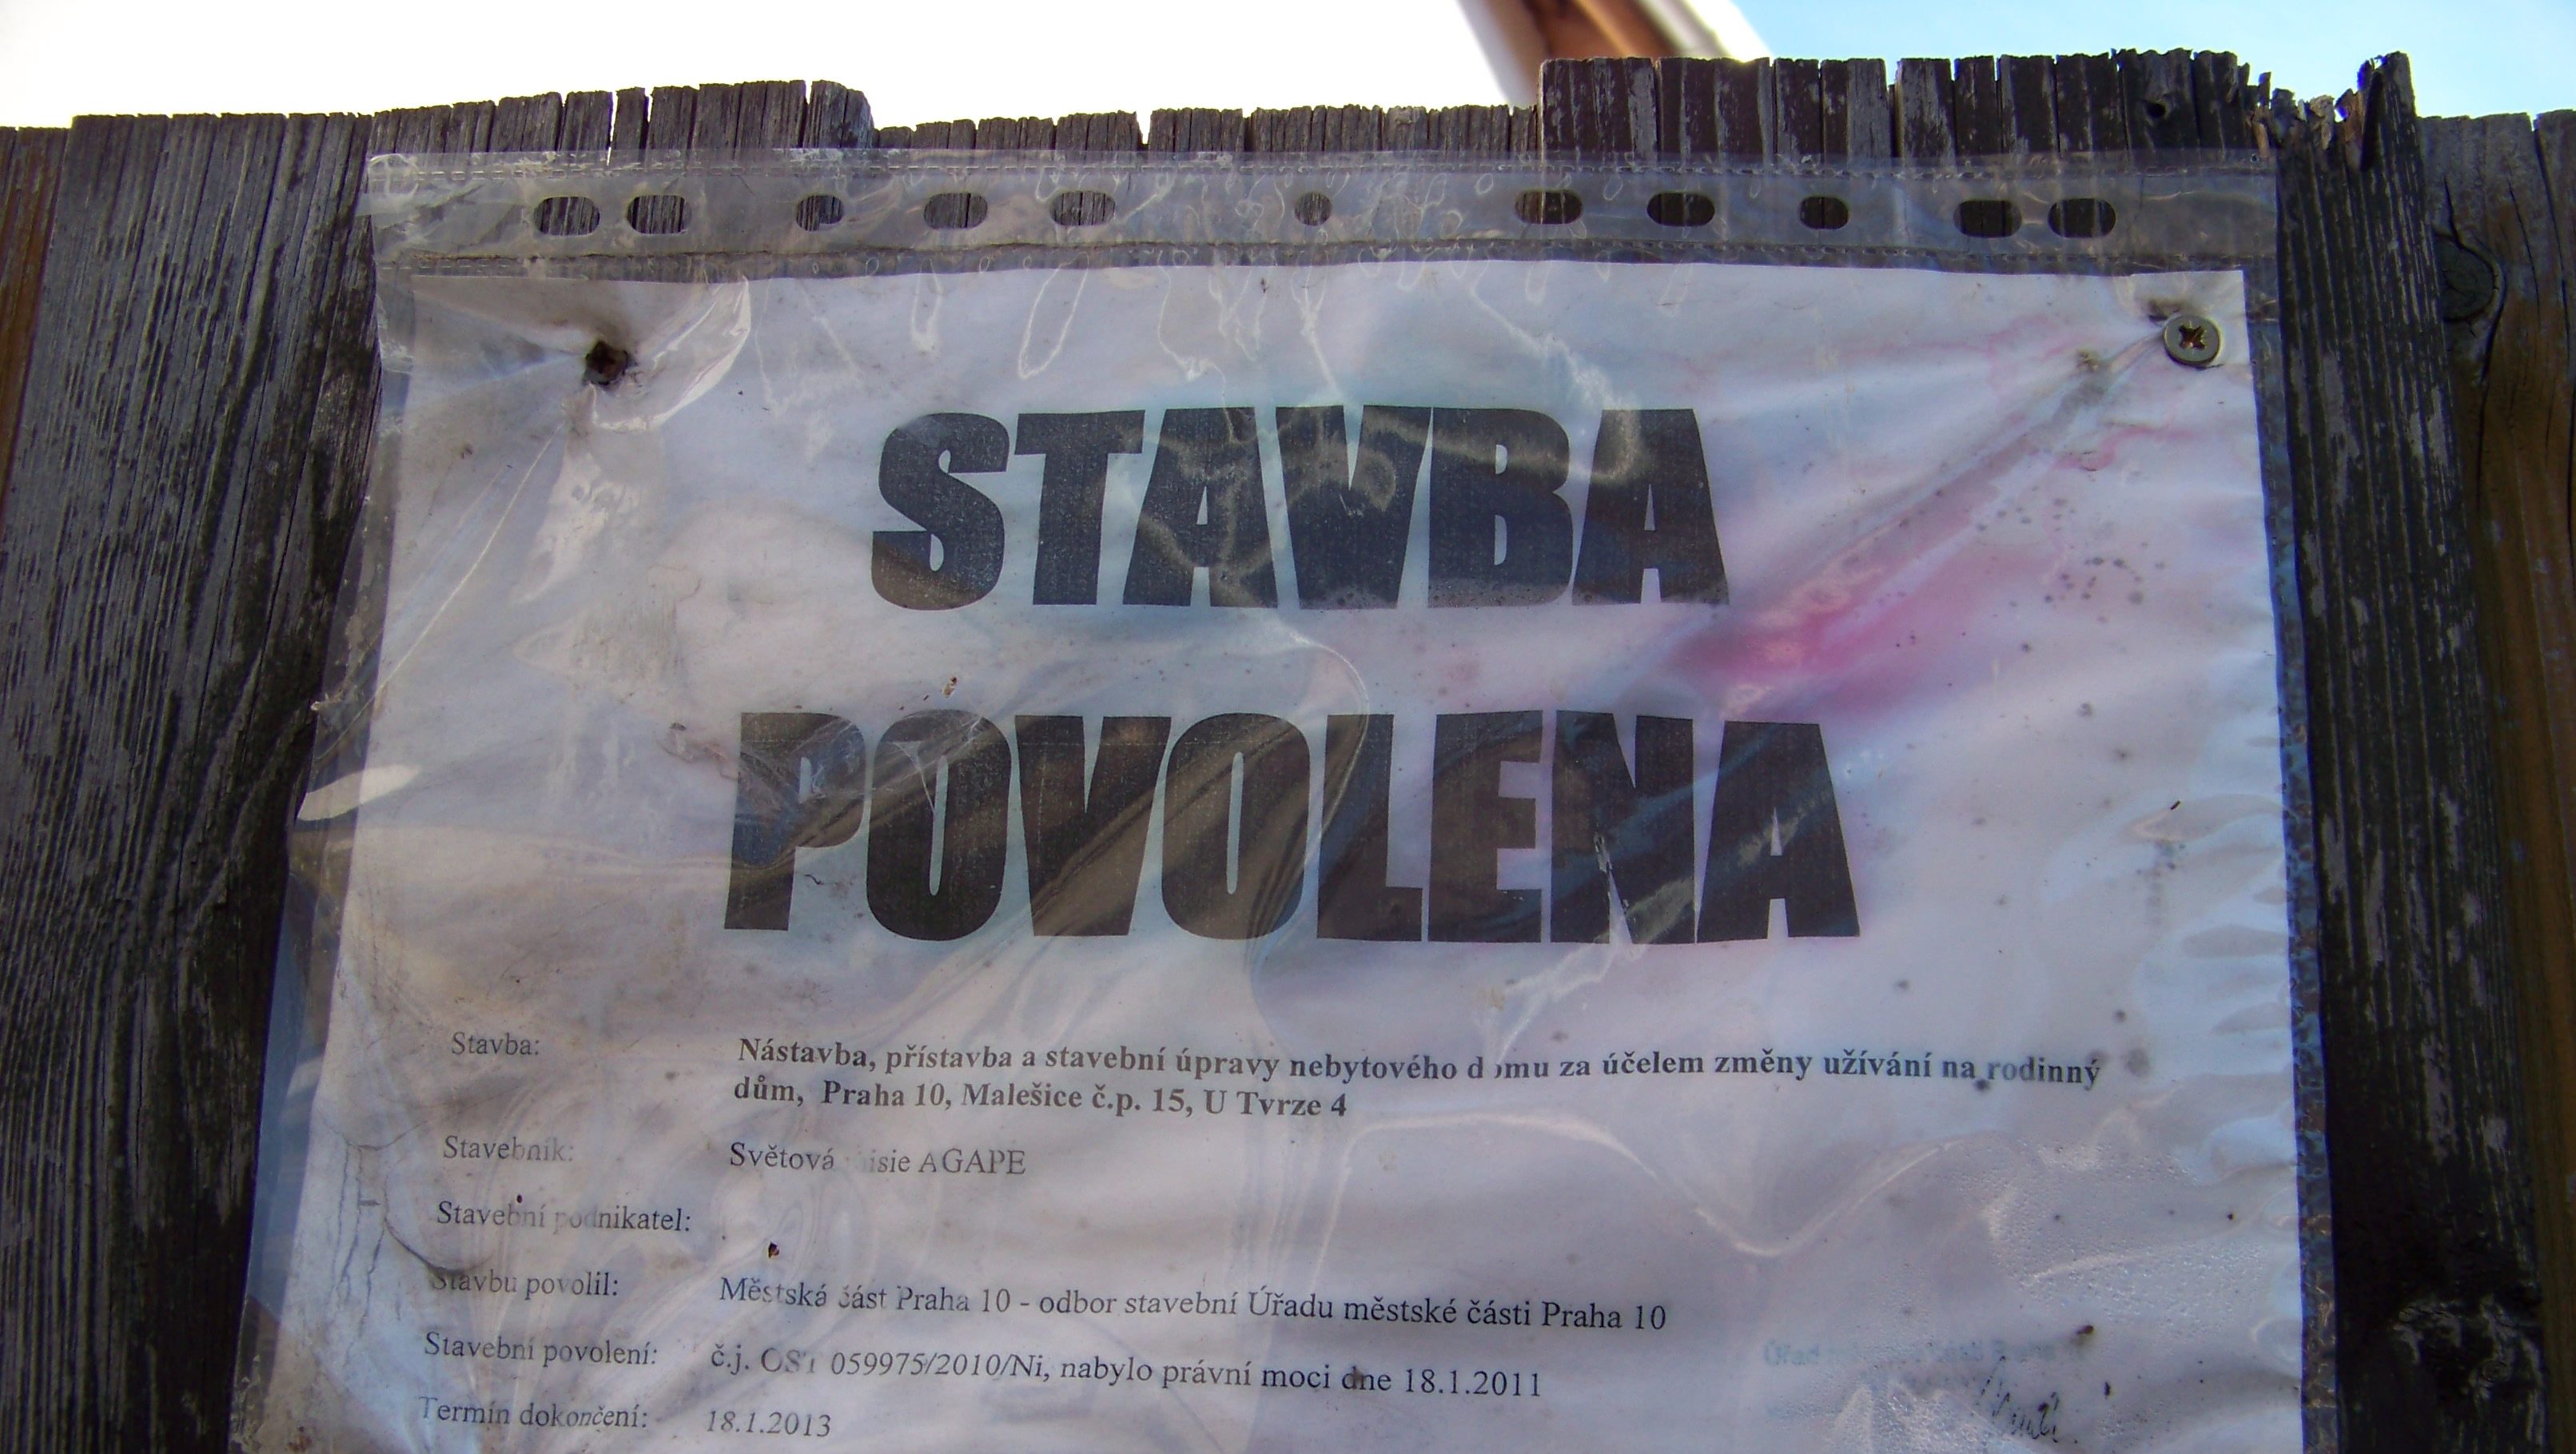 STAVBA
POVOLENA
Stavba: Nástavba, přístavba a stavební úpravy nebytového domu za účelem změny užívání na rodinný
dům, Praha 10, Malešice č.p. 15, U Tvrze 4
Stavebník: Světová misie AGAPE
Stavební podnikatel:
Stavbu povolil: Městská část Praha 10 - odbor stavební Úřadu městské části Praha 10
Stavební povolení: č.j. OST 059975/2010/Ni, nabylo právní moci dne 18.1.2011
Termín dokončení: 18.1.2013